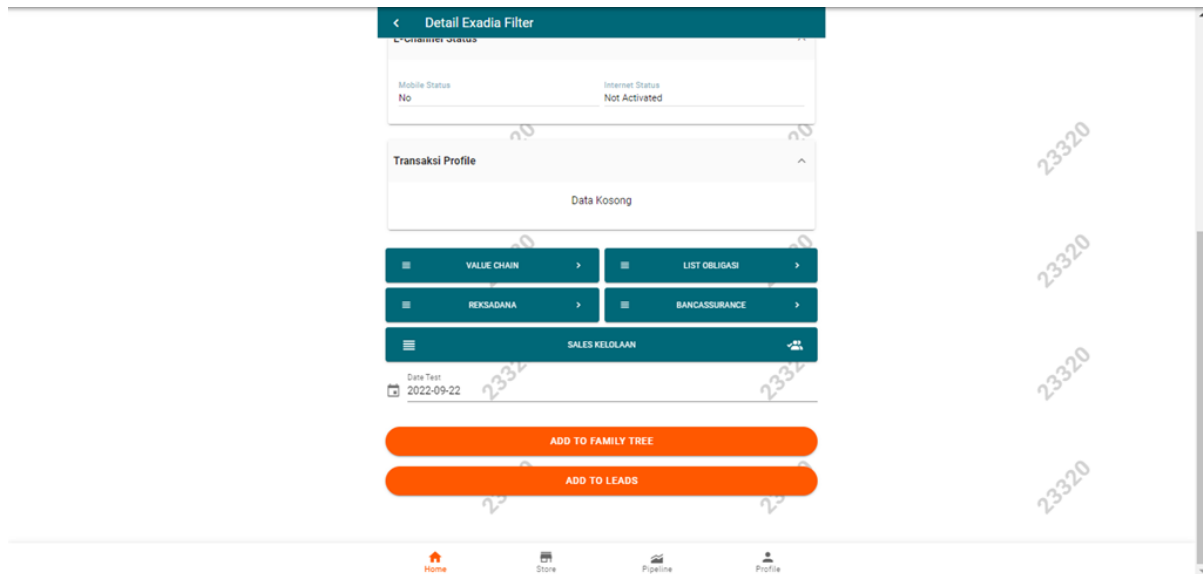 Detail Exadia Filter
E-Channel Status
Mobile Status
No
Internet Status
Not Activated
Transaksi Profile
Data Kosong
VALUE CHAIN
LIST OBLIGASI
REKSADANA
BANCASSURANCE
SALES KELOLAAN
Date Test
2022-09-22
ADD TO FAMILY TREE
ADD TO LEADS
Home
Store
Pipeline
Profile
23320
23320
23320
23320